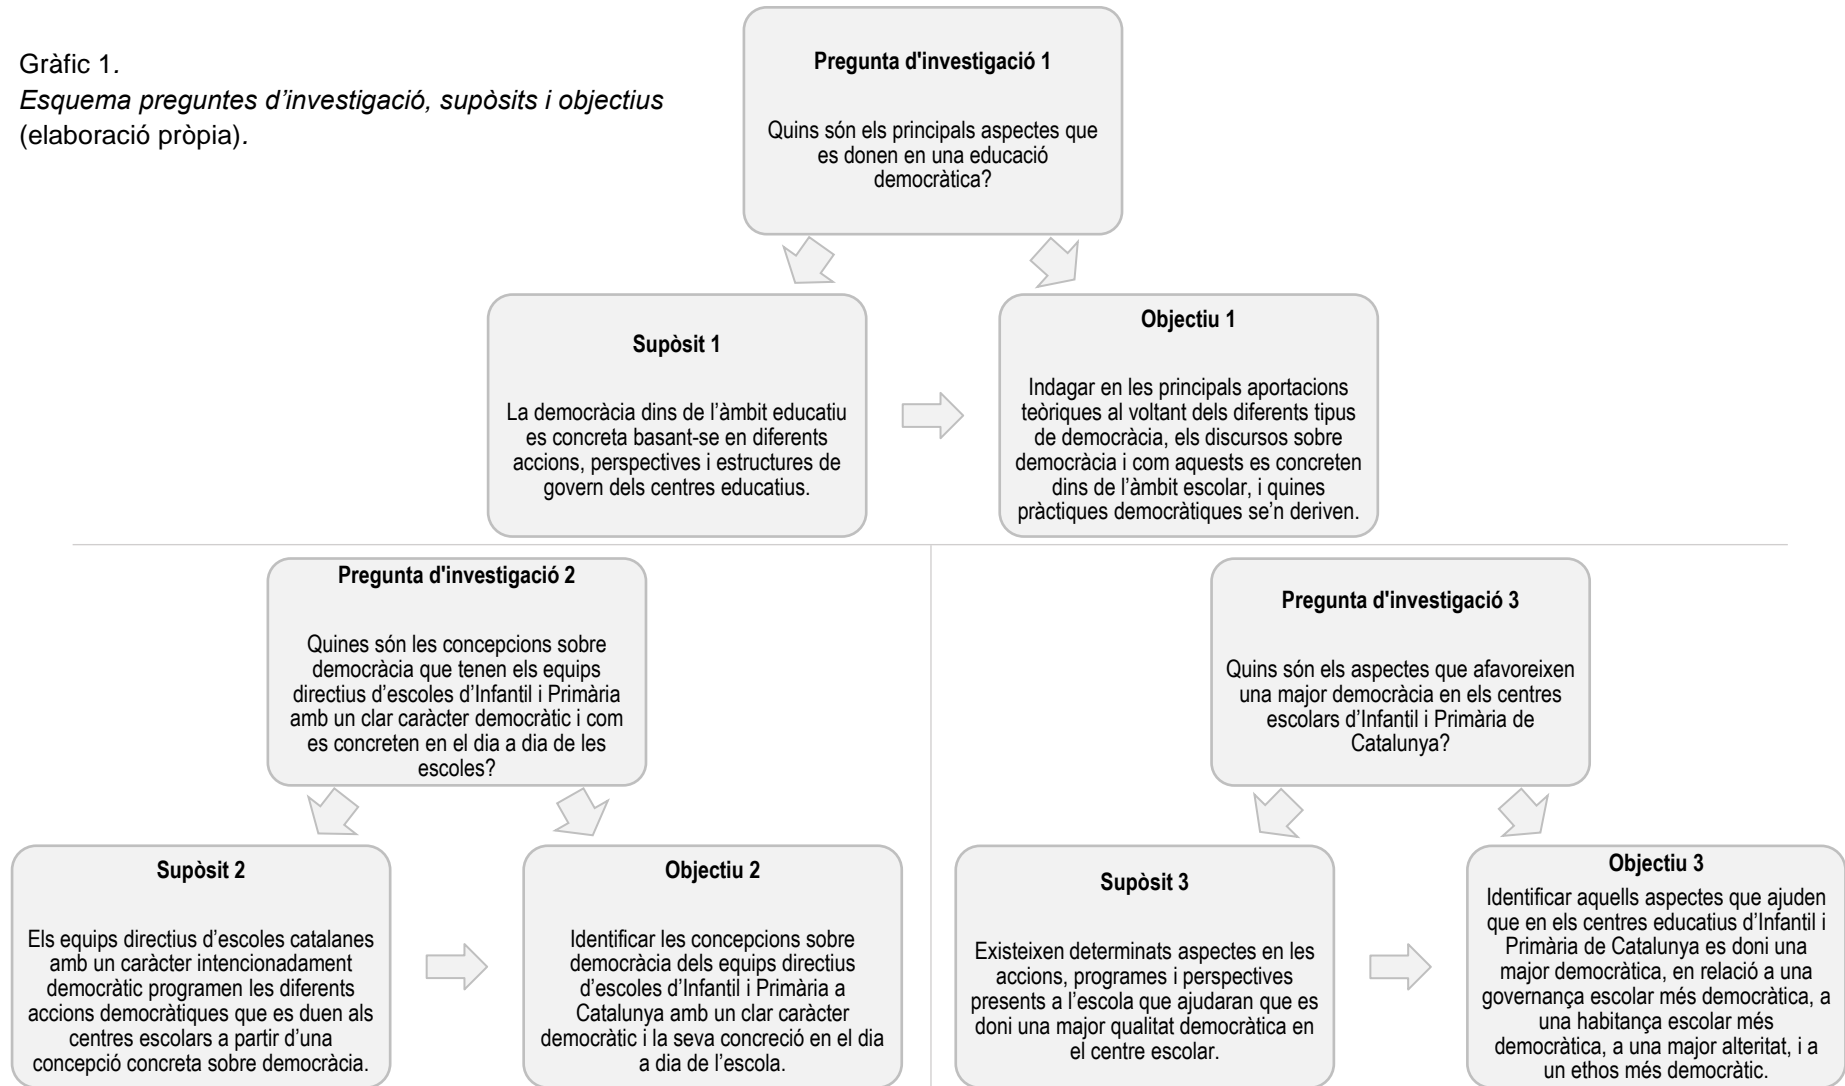 Gràfic 1.
Esquema preguntes d’investigació, supòsits i objectius
(elaboració pròpia).
Pregunta d'investigació 1
Quins són els principals aspectes que
es donen en una educació
democràtica?
Supòsit 1
La democràcia dins de l’àmbit educatiu
es concreta basant-se en diferents
accions, perspectives i estructures de
govern dels centres educatius.
Objectiu 1
Indagar en les principals aportacions
teòriques al voltant dels diferents tipus
de democràcia, els discursos sobre
democràcia i com aquests es concreten
dins de l’àmbit escolar, i quines
pràctiques democràtiques se’n deriven.
Pregunta d'investigació 2
Quines són les concepcions sobre
democràcia que tenen els equips
directius d’escoles d’Infantil i Primària
amb un clar caràcter democràtic i com
es concreten en el dia a dia de les
escoles?
Supòsit 2
Els equips directius d’escoles catalanes
amb un caràcter intencionadament
democràtic programen les diferents
accions democràtiques que es duen als
centres escolars a partir d’una
concepció concreta sobre democràcia.
Objectiu 2
Identificar les concepcions sobre
democràcia dels equips directius
d’escoles d’Infantil i Primària a
Catalunya amb un clar caràcter
democràtic i la seva concreció en el dia
a dia de l’escola.
Pregunta d'investigació 3
Quins són els aspectes que afavoreixen
una major democràcia en els centres
escolars d’Infantil i Primària de
Catalunya?
Supòsit 3
Existeixen determinats aspectes en les
accions, programes i perspectives
presents a l’escola que ajudaran que es
doni una major qualitat democràtica en
el centre escolar.
Objectiu 3
Identificar aquells aspectes que ajuden
que en els centres educatius d’Infantil i
Primària de Catalunya es doni una
major democràtica, en relació a una
governança escolar més democràtica, a
una habitança escolar més
democràtica, a una major alteritat, i a
un ethos més democràtic.